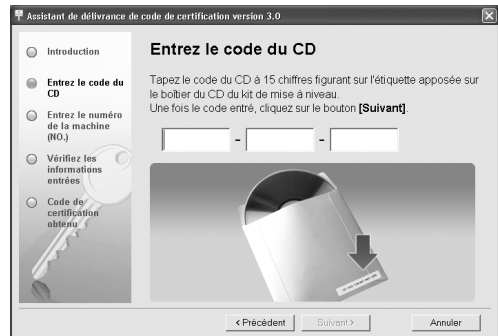 Assistant de délivrance de code de certification version 3.0
Introduction
Entrez le code du
CD
Entrez le numéro
de la machine
(NO.)
Vérifiez les
informations
entrées
Code de
certification
obtenu
Entrez le code du CD
Tapez le code du CD à 15 chiffres figurant sur l'étiquette apposée sur
le boîtier du CD du kit de mise à niveau.
Une fois le code entré, cliquez sur le bouton [Suivant].
- -
< Précédent Suivant > Annuler